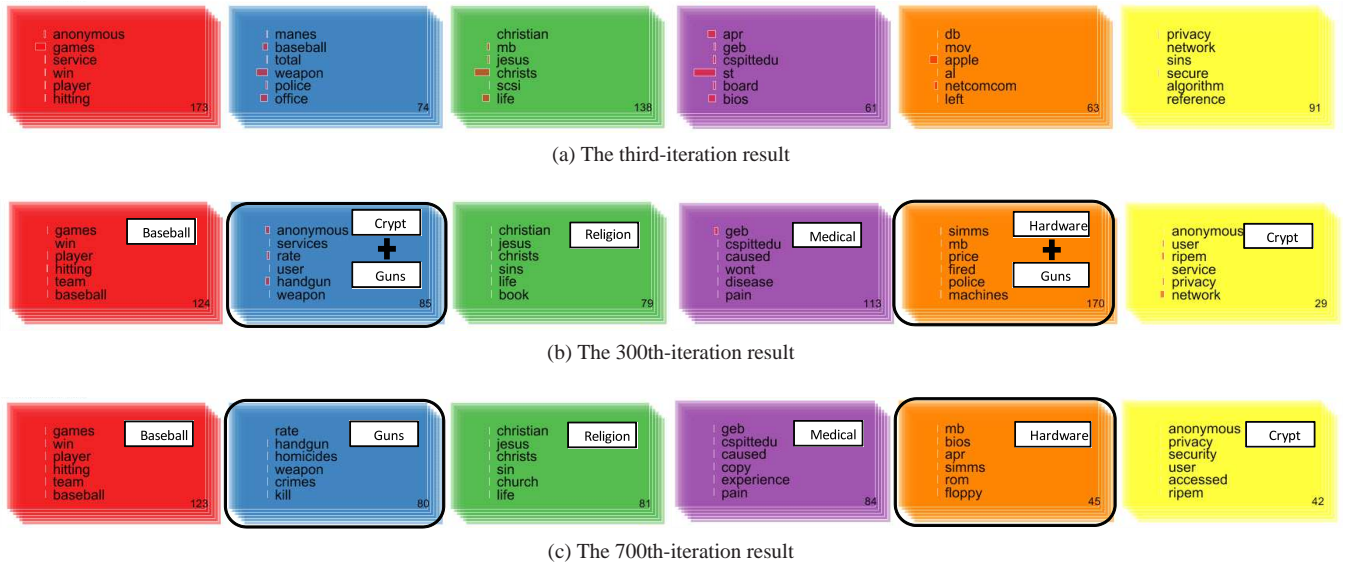 anonymous
games
service
win
player
hitting
173
manes
baseball
total
weapon
police
office
74
christian
mb
jesus
christs
scsi
life
138
apr
geb
cspittedu
st
board
bios
61
db
mov
apple
al
netcomcom
left
63
privacy
network
sins
secure
algorithm
reference
91
(a) The third-iteration result
games
win
player
hitting
team
baseball
Baseball
124
anonymous
services
rate
user
handgun
weapon
Crypt
+
Guns
85
christian
jesus
christs
sins
life
book
Religion
79
geb
cspittedu
caused
wont
disease
pain
Medical
113
simms
mb
price
fired
police
machines
Hardware
+
Guns
170
anonymous
user
ripem
service
privacy
network
Crypt
29
(b) The 300th-iteration result
games
win
player
hitting
team
baseball
Baseball
123
rate
handgun
homicides
weapon
crimes
kill
Guns
80
christian
jesus
christs
sin
church
life
Religion
81
geb
cspittedu
caused
copy
experience
pain
Medical
84
mb
bios
apr
simms
rom
floppy
Hardware
45
anonymous
privacy
security
user
accessed
ripem
Crypt
42
(c) The 700th-iteration result